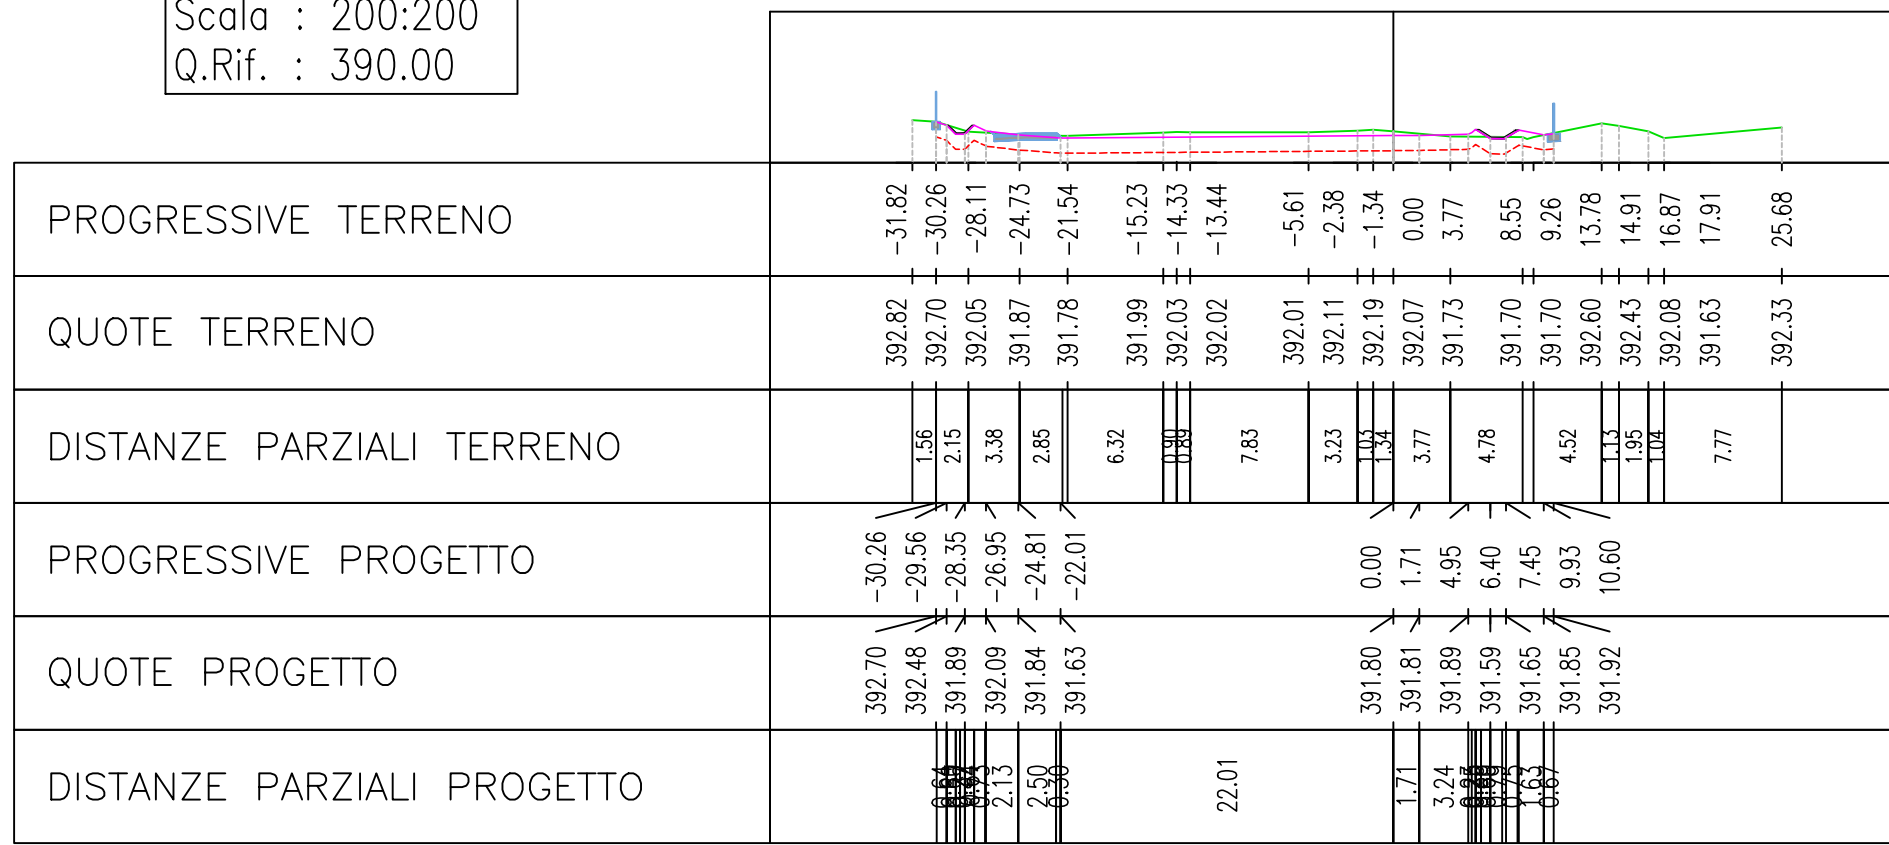 Scala : 200:200
Q.Rif. : 390.00
PROGRESSIVE TERRENO -31.82 -30.26 -28.11 -24.73 -21.54 -15.23 -14.33 -13.44 -5.61 -2.38 -1.34 0.00 3.77 8.55 9.26 13.78 14.91 16.87 17.91 25.68
QUOTE TERRENO 392.82 392.70 392.05 391.87 391.78 391.99 392.03 392.02 392.01 392.11 392.19 392.07 391.73 391.70 391.70 392.60 392.43 392.08 391.63 392.33
DISTANZE PARZIALI TERRENO 1.56 2.15 3.38 2.85 6.32 0.90 0.89 7.83 3.23 1.03 1.34 3.77 4.78 4.52 1.13 1.95 1.04 7.77
PROGRESSIVE PROGETTO -30.26 -29.56 -28.35 -26.95 -24.81 -22.01 0.00 1.71 4.95 6.40 7.45 9.93 10.60
QUOTE PROGETTO 392.70 392.48 391.89 392.09 391.84 391.63 391.80 391.81 391.89 391.59 391.65 391.85 391.92
DISTANZE PARZIALI PROGETTO 0.64 0.73 2.13 2.50 0.30 22.01 1.71 3.24 0.75 1.63 0.67